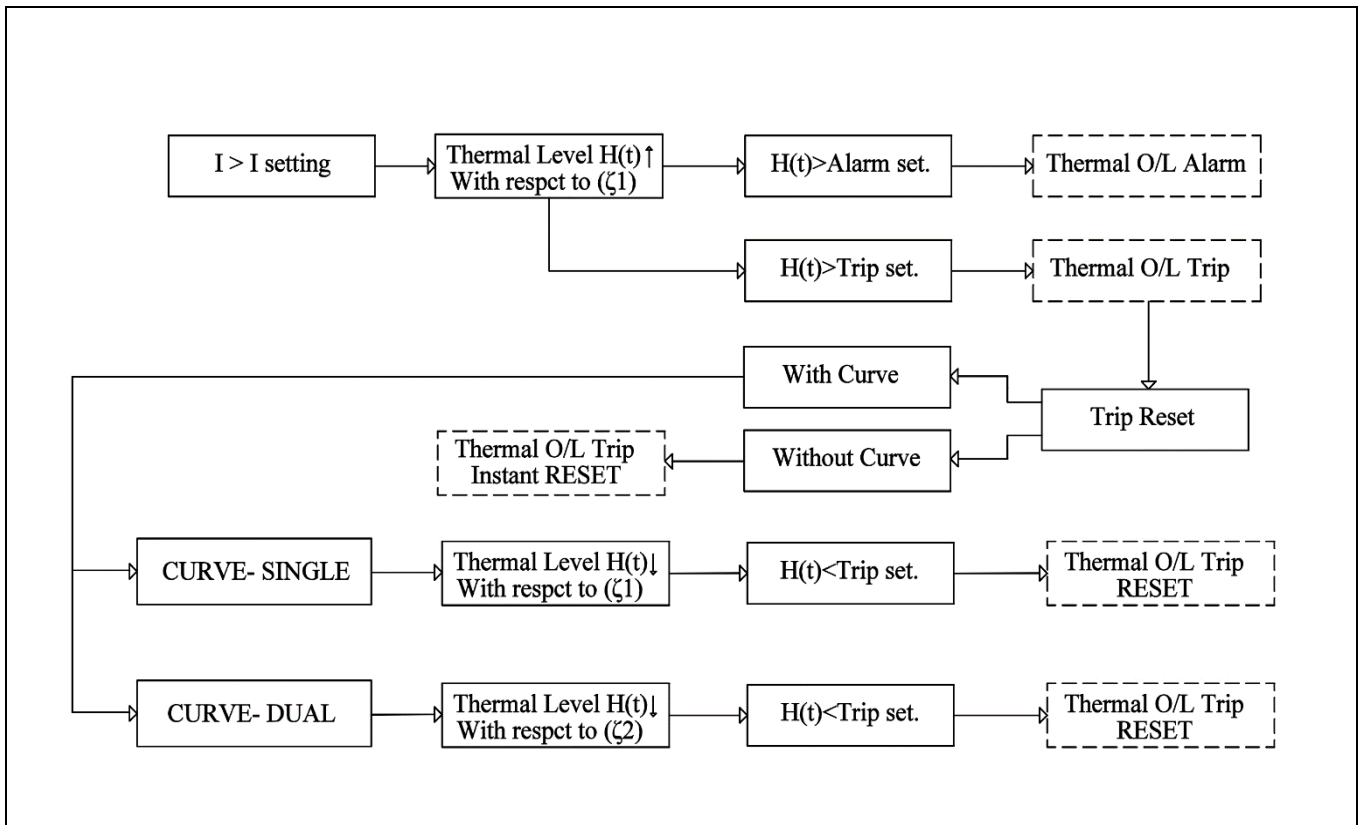 I > I setting
Thermal Level H(t)↑
With respct to (ζ1)
H(t)>Alarm set.
Thermal O/L Alarm
H(t)>Trip set.
Thermal O/L Trip
With Curve
Trip Reset
Without Curve
Thermal O/L Trip
Instant RESET
CURVE- SINGLE
Thermal Level H(t)↓
With respct to (ζ1)
H(t)<Trip set.
Thermal O/L Trip
RESET
CURVE- DUAL
Thermal Level H(t)↓
With respct to (ζ2)
H(t)<Trip set.
Thermal O/L Trip
RESET